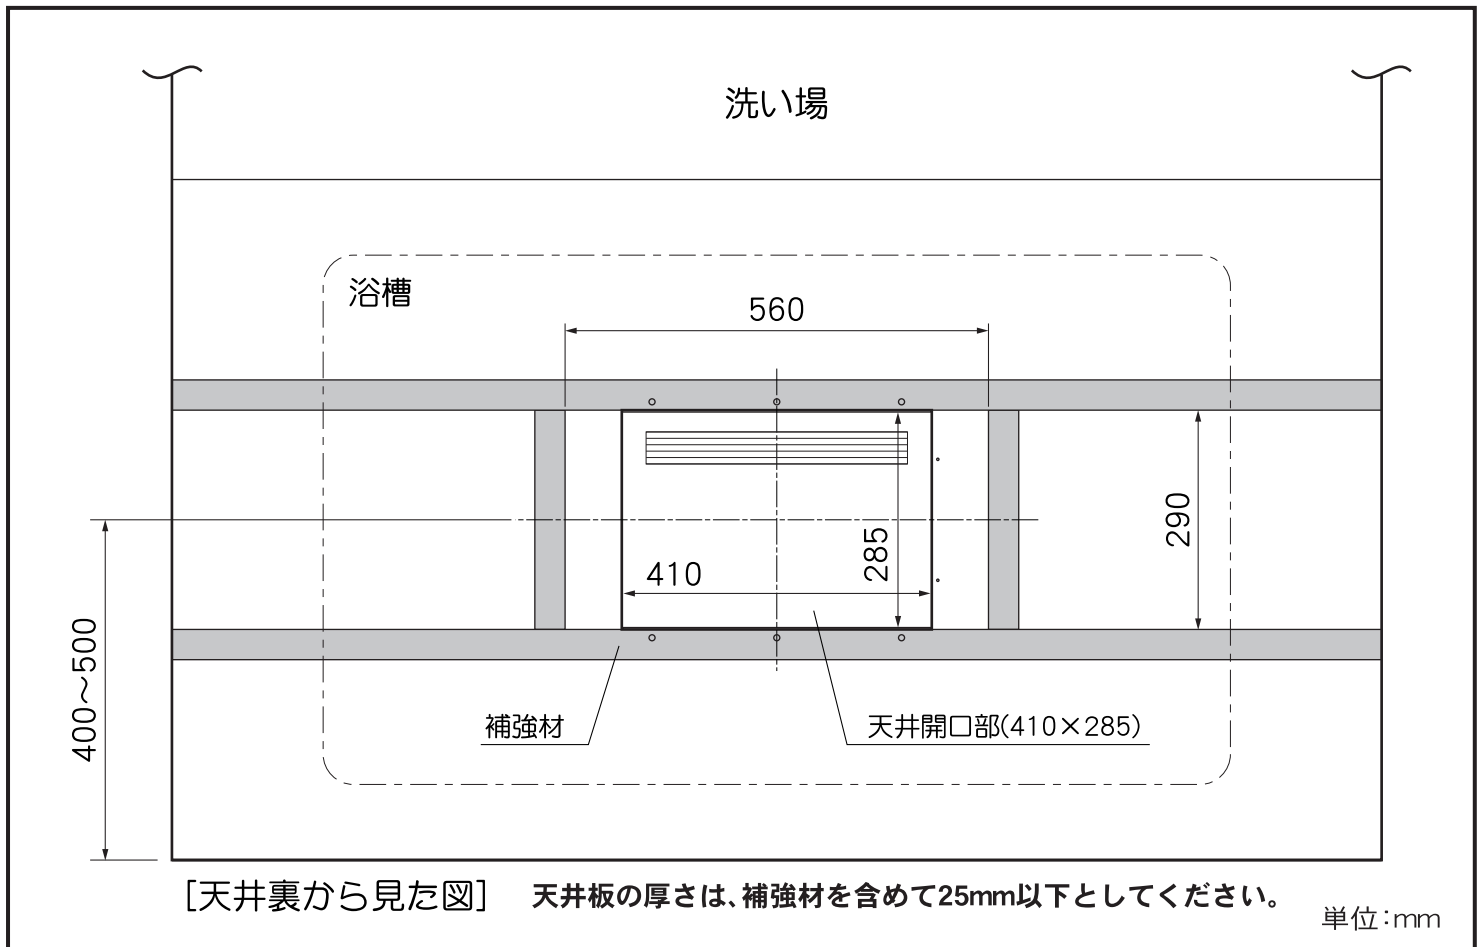 洗い場
浴槽
560
290
285
410
400～500
補強材
天井開口部(410×285)
[天井裏から見た図]
天井板の厚さは、補強材を含めて25mm以下としてください。
単位：mm